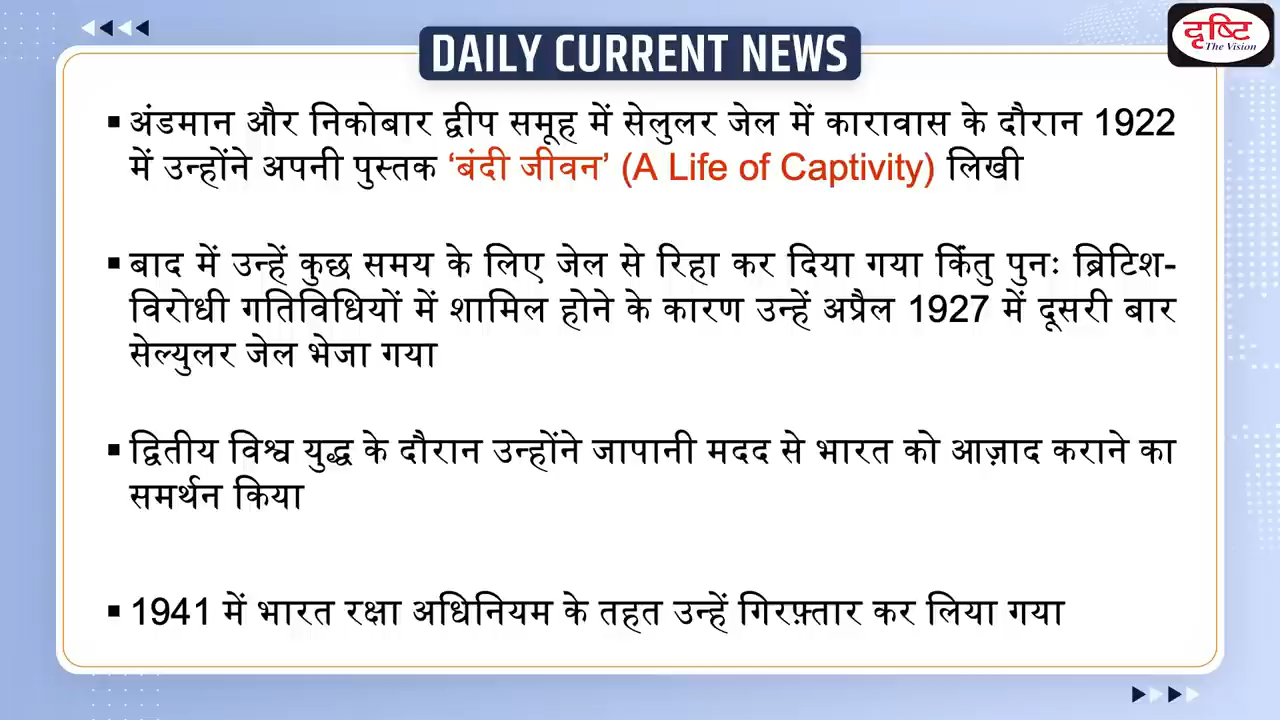 DAILY CURRENT NEWS
दृष्टि
The Vision
▪ अंडमान और निकोबार द्वीप समूह में सेलुलर जेल में कारावास के दौरान 1922
में उन्होंने अपनी पुस्तक ‘बंदी जीवन’ (A Life of Captivity) लिखी
▪ बाद में उन्हें कुछ समय के लिए जेल से रिहा कर दिया गया किंतु पुनः ब्रिटिश-
विरोधी गतिविधियों में शामिल होने के कारण उन्हें अप्रैल 1927 में दूसरी बार
सेल्युलर जेल भेजा गया
▪ द्वितीय विश्व युद्ध के दौरान उन्होंने जापानी मदद से भारत को आज़ाद कराने का
समर्थन किया
▪ 1941 में भारत रक्षा अधिनियम के तहत उन्हें गिरफ़्तार कर लिया गया